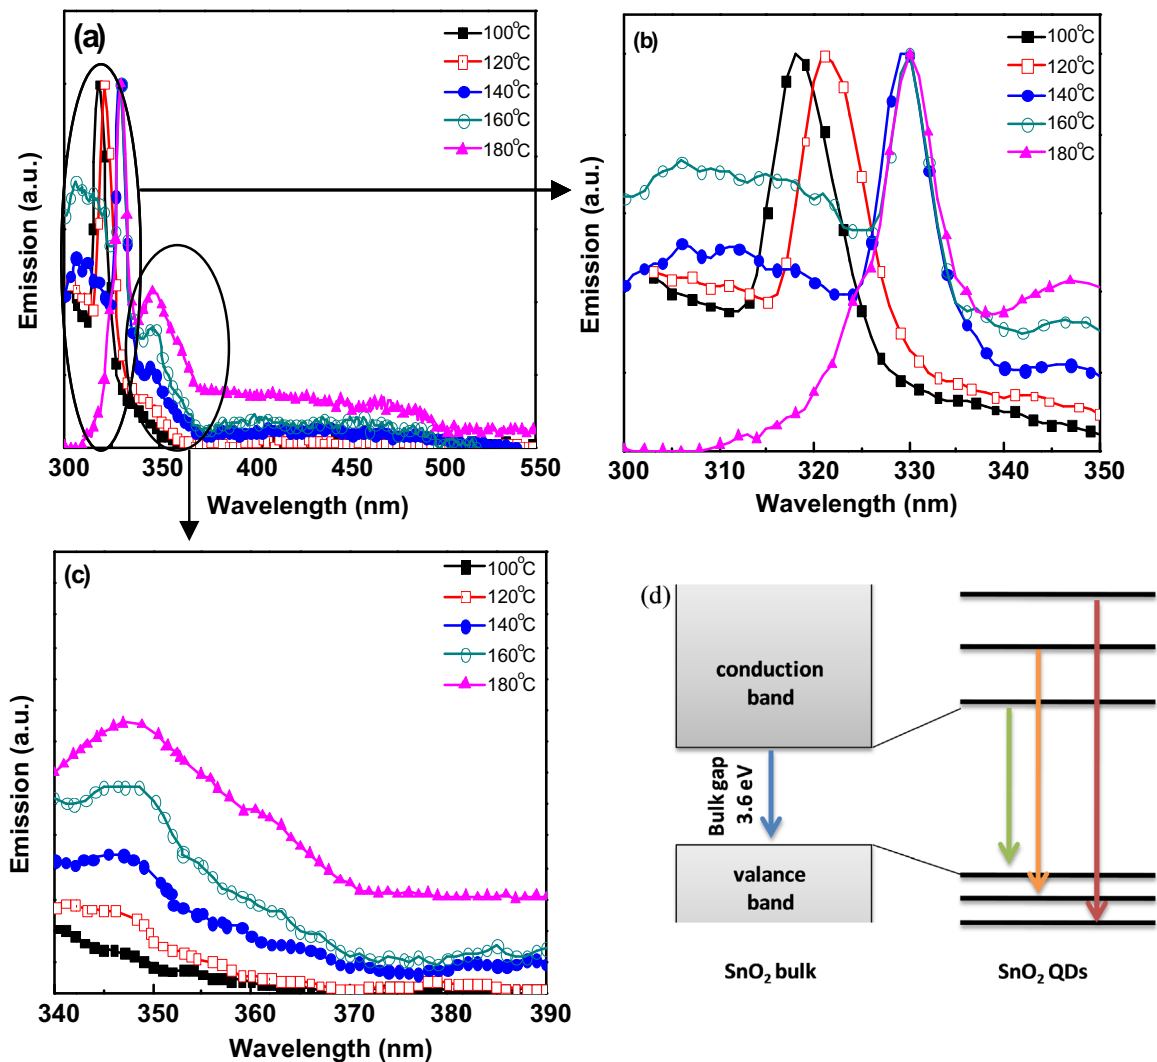 (a)
100°C
120°C
140°C
160°C
180°C
Emission (a.u.)
300 350 400 450 500 550
Wavelength (nm)
(b)
100°C
120°C
140°C
160°C
180°C
Emission (a.u.)
300 310 320 330 340 350
Wavelength (nm)
(c)
100°C
120°C
140°C
160°C
180°C
Emission (a.u.)
340 350 360 370 380 390
Wavelength (nm)
(d)
conduction
band
Bulk gap
3.6 eV
valance
band
SnO₂ bulk
SnO₂ QDs